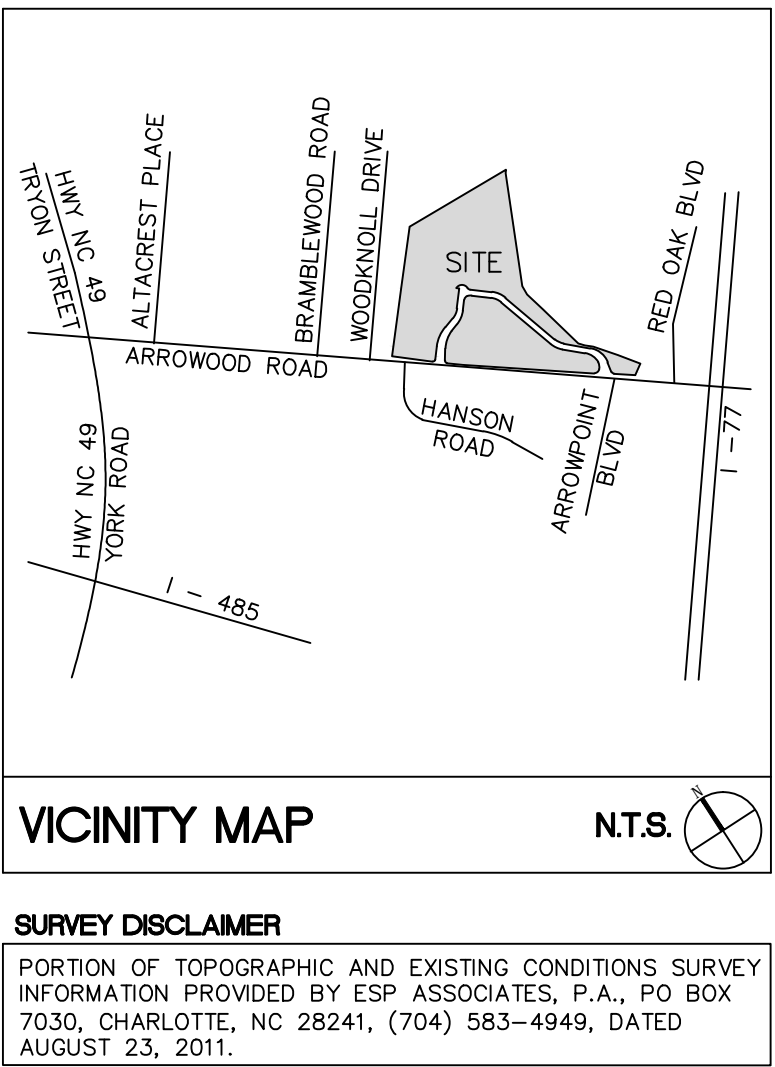 HWY NC 49
TRYON STREET
ALTACREST PLACE
BRAMBLEWOOD ROAD
WOODKNOLL DRIVE
SITE
RED OAK BLVD
ARROWOOD ROAD
HANSON
ROAD
ARROWPOINT
BLVD
I-77
HWY NC 49
YORK ROAD
I - 485
VICINITY MAP
N.T.S.
N
SURVEY DISCLAIMER
PORTION OF TOPOGRAPHIC AND EXISTING CONDITIONS SURVEY
INFORMATION PROVIDED BY ESP ASSOCIATES, P.A., PO BOX
7030, CHARLOTTE, NC 28241, (704) 583-4949, DATED
AUGUST 23, 2011.